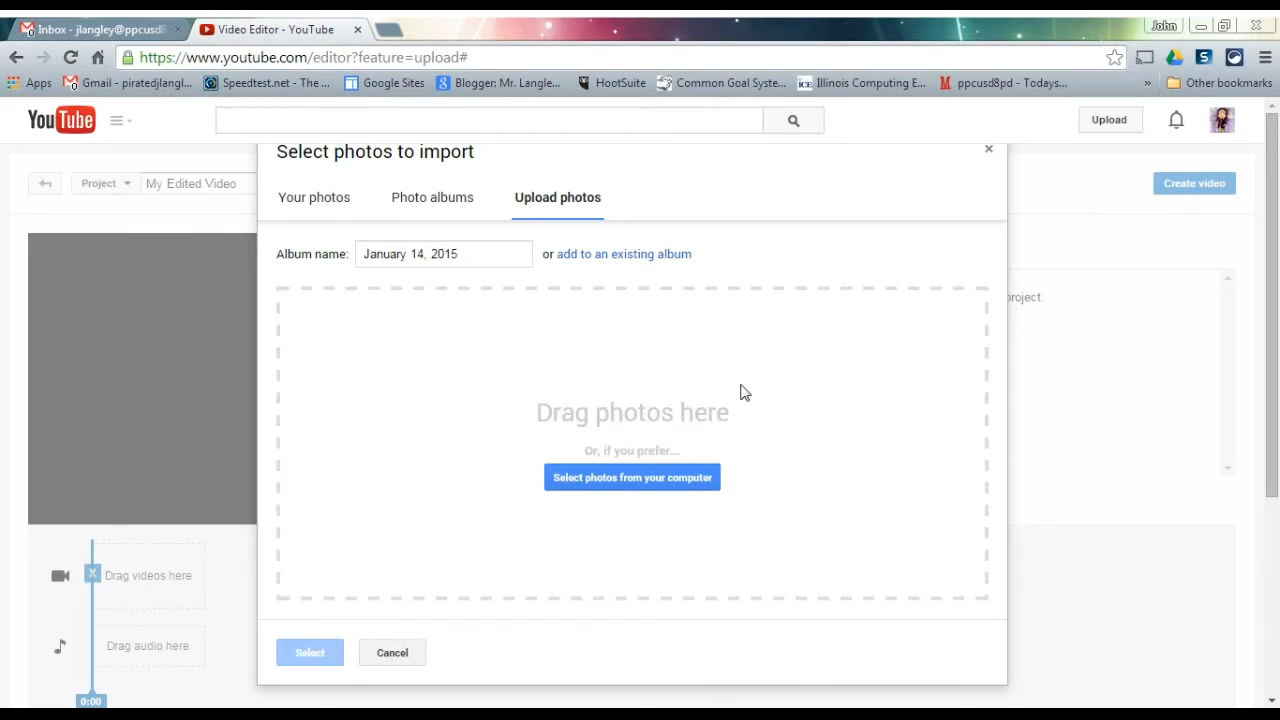 Inbox - jlangley@ppcusd8
Video Editor - YouTube
John
https://www.youtube.com/editor?feature=upload#
Apps
Gmail - piratedjlangl...
Speedtest.net - The ...
Google Sites
Blogger: Mr. Langle...
HootSuite
Common Goal Syste...
Illinois Computing E...
ppcusd8pd - Todays...
»
Other bookmarks
YouTube
Upload
Select photos to import
Project
My Edited Video
Create video
Your photos
Photo albums
Upload photos
Album name:
January 14, 2015
or add to an existing album
project.
Drag photos here
Or, if you prefer...
Select photos from your computer
Drag videos here
Drag audio here
Select
Cancel
0:00